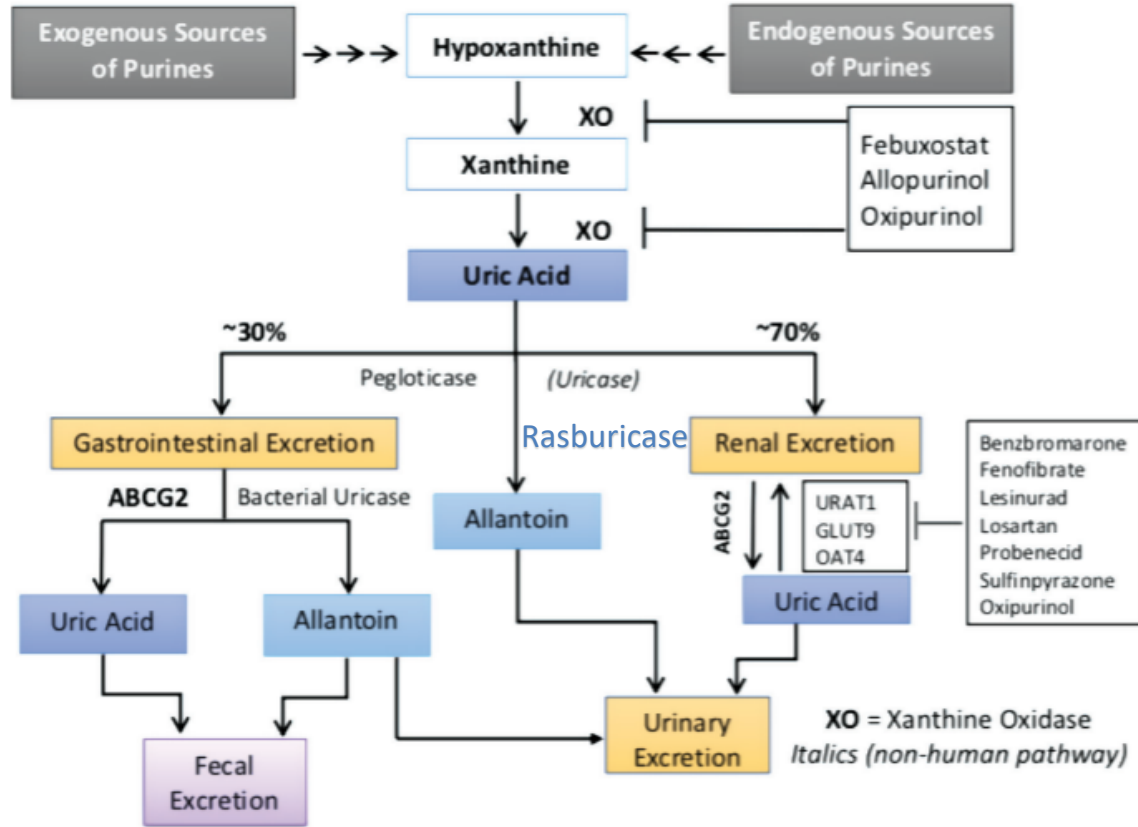 Exogenous Sources
of Purines
Hypoxanthine
Endogenous Sources
of Purines
XO
Xanthine
XO
Febuxostat
Allopurinol
Oxipurinol
Uric Acid
~30%
~70%
Pegloticase
(Uricase)
Gastrointestinal Excretion
Rasburicase
Renal Excretion
ABCG2
Bacterial Uricase
Allantoin
ABCG2
URAT1
GLUT9
OAT4
Benzbromarone
Fenofibrate
Lesinurad
Losartan
Probenecid
Sulfinpyrazone
Oxipurinol
Uric Acid
Allantoin
Uric Acid
Fecal
Excretion
Urinary
Excretion
XO = Xanthine Oxidase
Italics (non-human pathway)